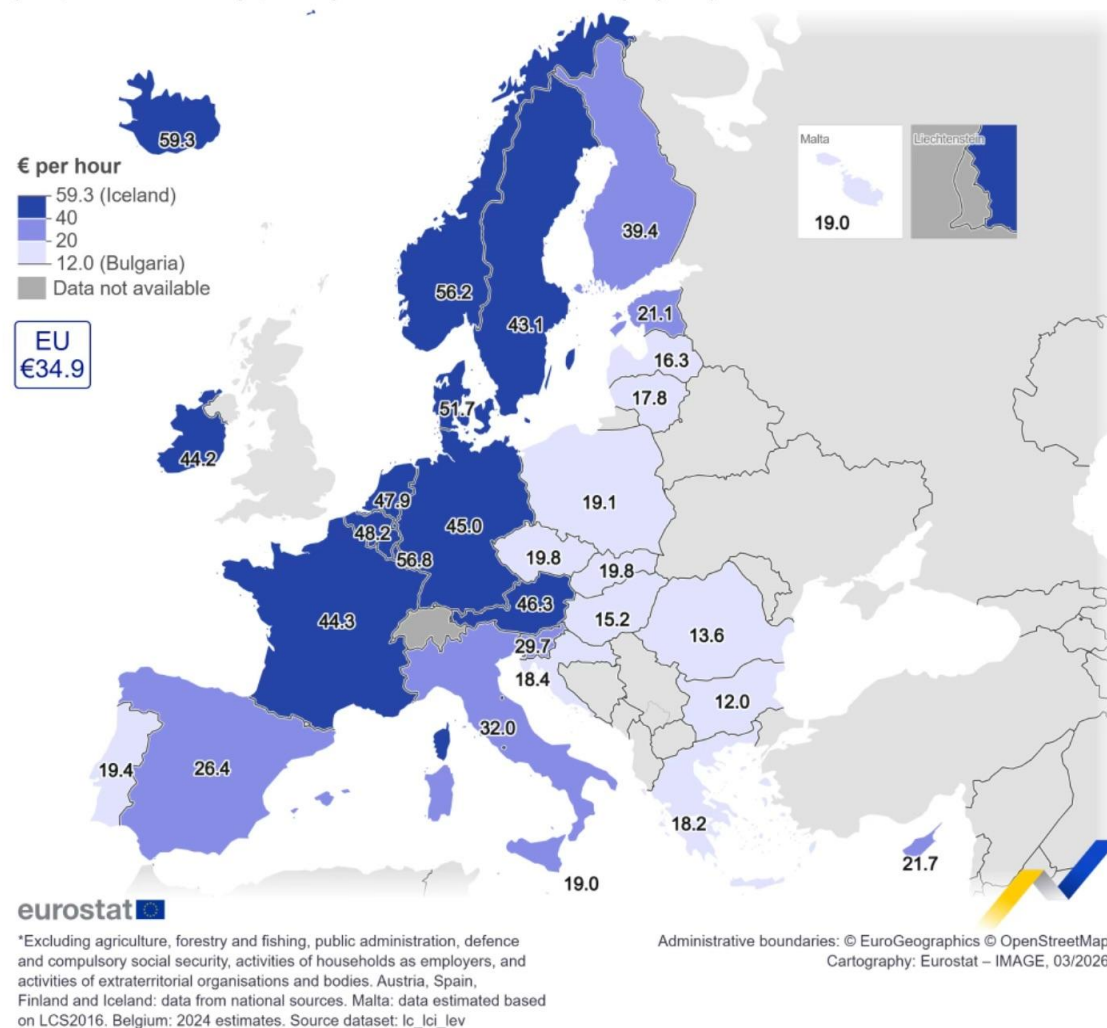 59.3
€ per hour
59.3 (Iceland)
40
20
12.0 (Bulgaria)
Data not available
EU
€34.9
Malta
19.0
Liechtenstein
39.4
56.2
43.1
21.1
16.3
17.8
51.7
44.2
47.9
45.0
19.1
48.2
56.8
19.8
19.8
46.3
15.2
44.3
13.6
29.7
18.4
12.0
32.0
19.4
26.4
18.2
21.7
19.0
eurostat
*Excluding agriculture, forestry and fishing, public administration, defence
and compulsory social security, activities of households as employers, and
activities of extraterritorial organisations and bodies. Austria, Spain,
Finland and Iceland: data from national sources. Malta: data estimated based
on LCS2016. Belgium: 2024 estimates. Source dataset: lc_lci_lev
Administrative boundaries: © EuroGeographics © OpenStreetMap
Cartography: Eurostat – IMAGE, 03/2026